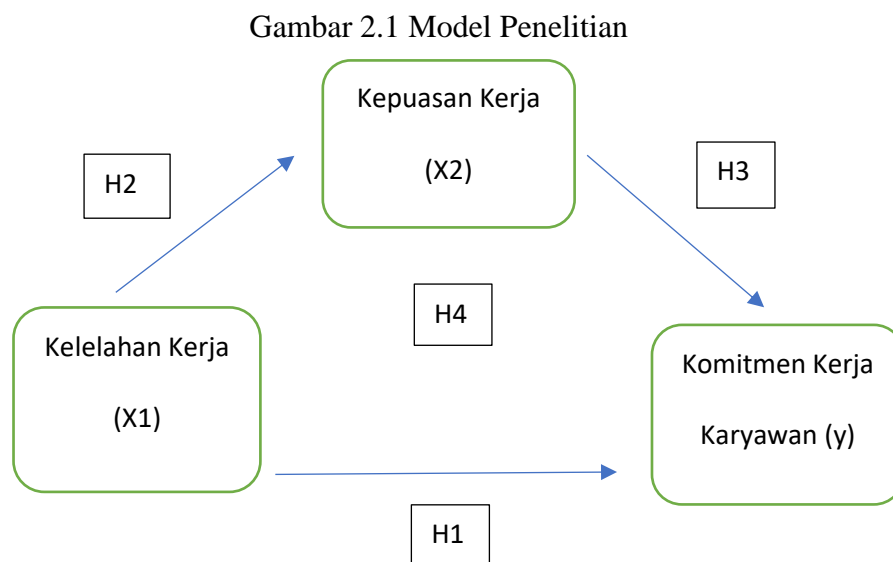 Gambar 2.1 Model Penelitian
Kepuasan Kerja
(X2)
H2
H3
H4
Kelelahan Kerja
(X1)
Komitmen Kerja
Karyawan (y)
H1